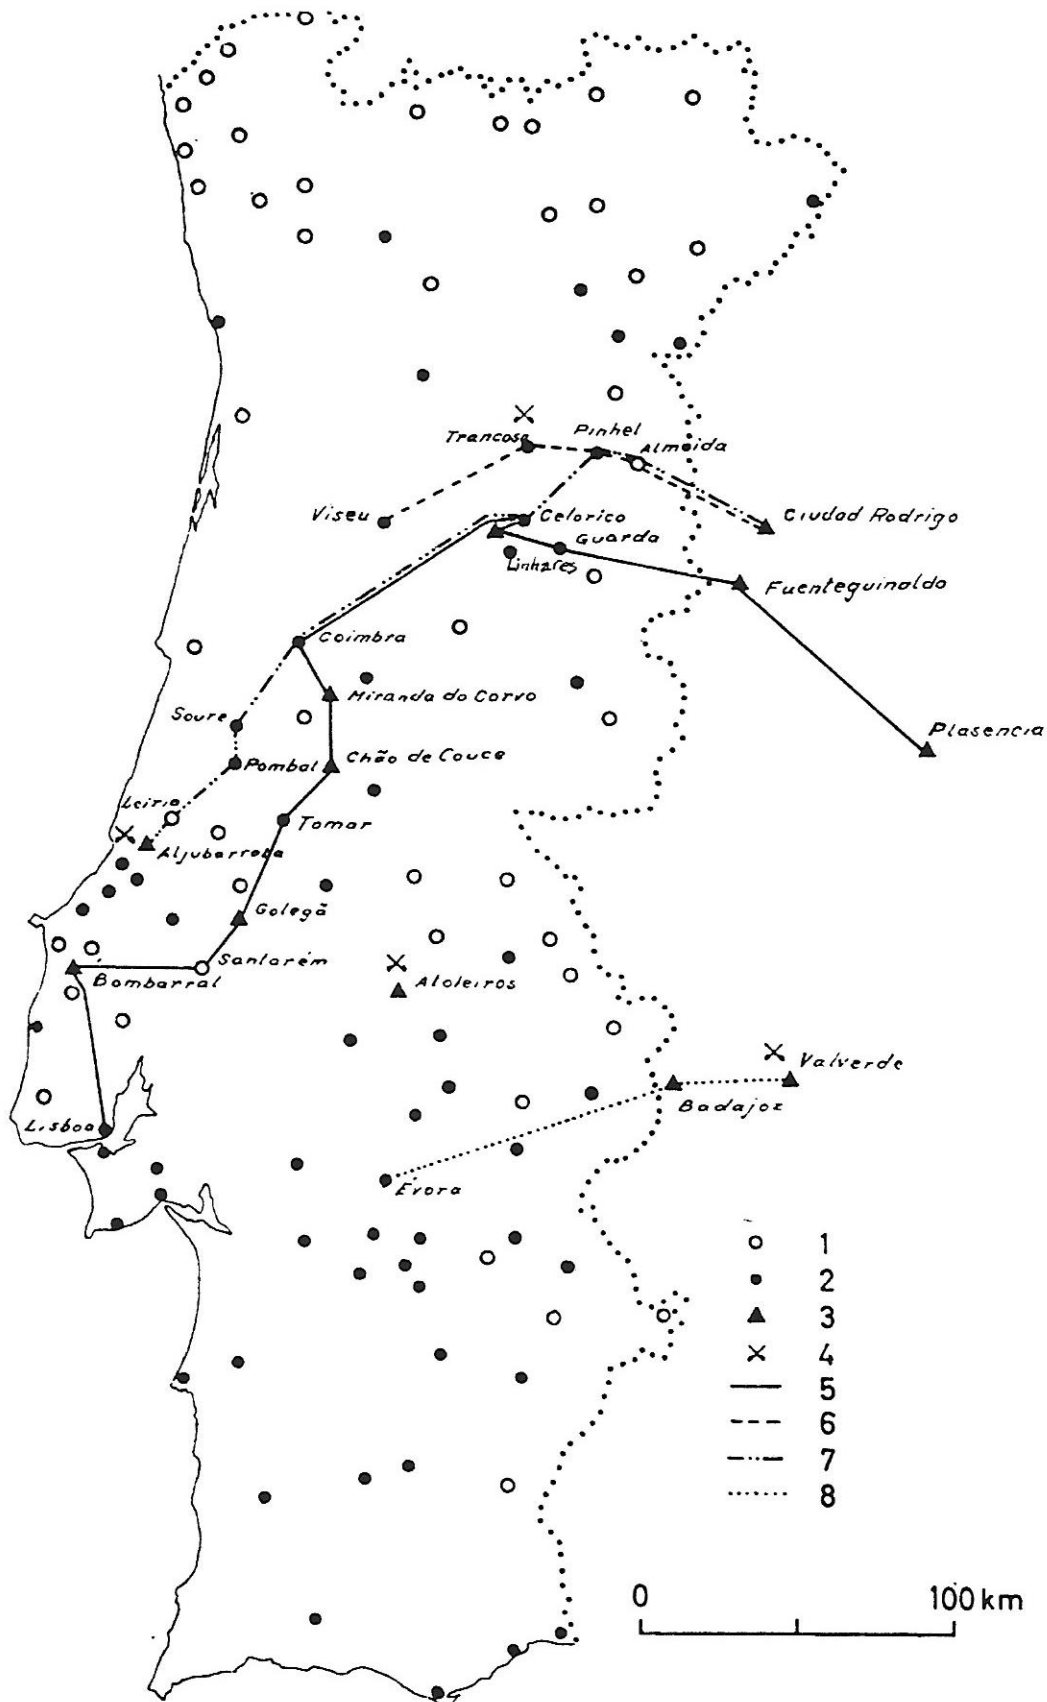 Trancoso
Pinhel
Almeida
Viseu
Celorico
Ciudad Rodrigo
Guarda
Linhares
Fuenteguinaldo
Coimbra
Miranda do Corvo
Soure
Plasencia
Pombal
Chão de Couce
Leiria
Tomar
Aljubarrota
Golegã
Santarém
Bombarral
Atoleiros
Valverde
Badajoz
Lisboa
Evora
1
2
3
4
5
6
7
8
0 100 km